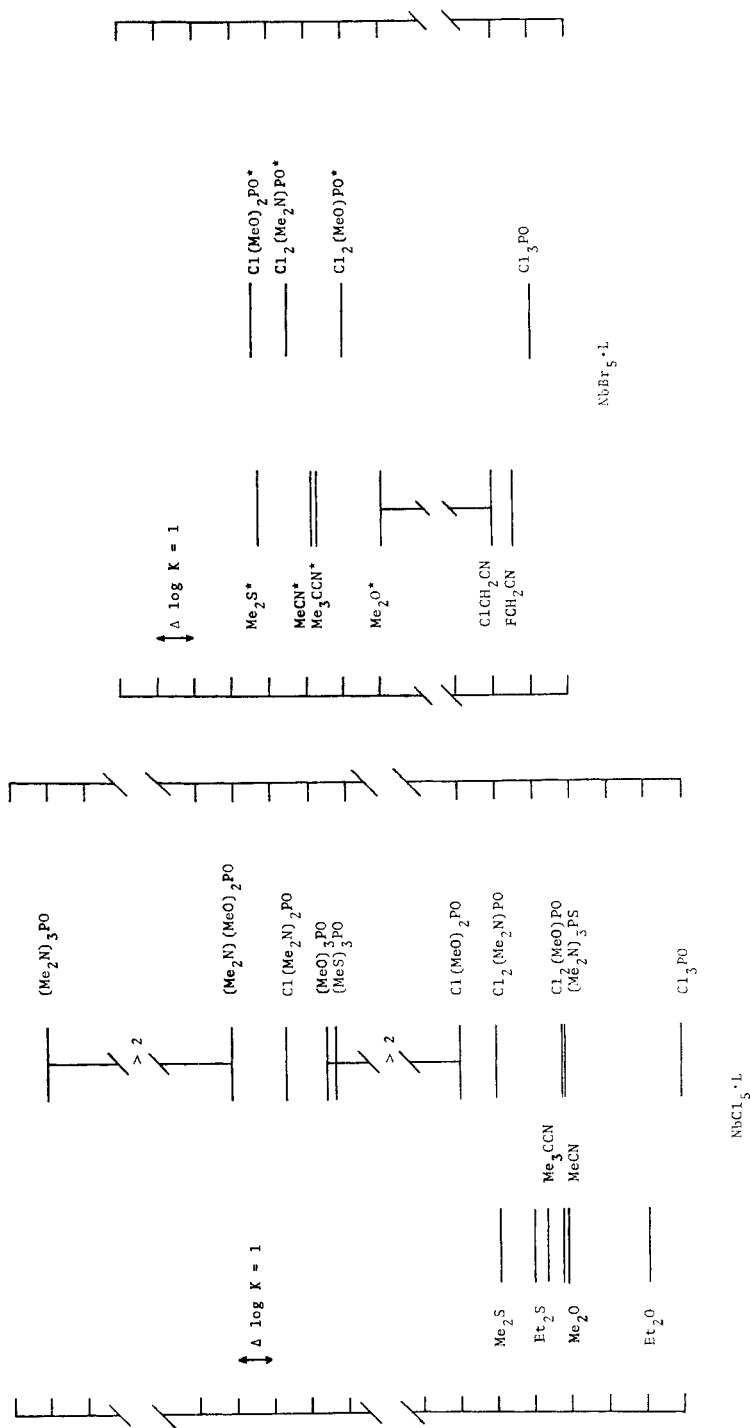 Δ log K = 1
(Me₂N)₃PO
> 2
(Me₂N)(MeO)₂PO
Cl(Me₂N)₂PO
(MeO)₃PO
(MeS)₃PO
> 2
Cl(MeO)₂PO
Me₂S
Cl₂(Me₂N)PO
Et₂S
Me₃CCN
Cl₂(MeO)PO
(Me₂N)₃PS
Me₂O
MeCN
Et₂O
Cl₃PO
NbCl₅·L
Δ log K = 1
Me₂S*
Cl(MeO)₂PO*
Cl₂(Me₂N)PO*
MeCN*
Me₃CCN*
Cl₂(MeO)PO*
Me₂O*
ClCH₂CN
FCH₂CN
Cl₃PO
NbBr₅·L